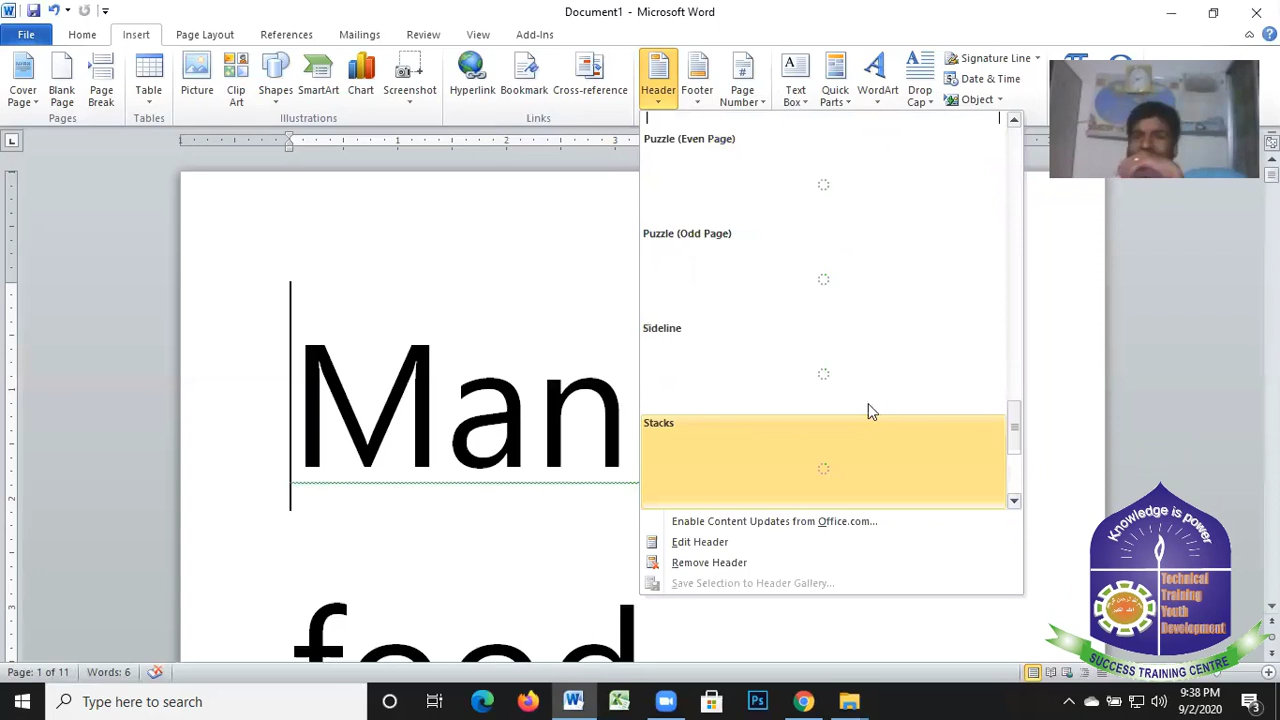 Document1 - Microsoft Word
File Home Insert Page Layout References Mailings Review View Add-Ins
Cover Page
Blank Page
Page Break
Table
Picture
Clip Art
Shapes
SmartArt
Chart
Screenshot
Hyperlink
Bookmark
Cross-reference
Header
Footer
Page Number
Text Box
Quick Parts
WordArt
Drop Cap
Signature Line
Date & Time
Object
Pages
Tables
Illustrations
Links
1 2 3
Puzzle (Even Page)
Puzzle (Odd Page)
Sideline
Stacks
Enable Content Updates from Office.com...
Edit Header
Remove Header
Save Selection to Header Gallery...
Man
food
Knowledge is power
Technical
Training
Youth
Development
SUCCESS TRAINING CENTRE
Page: 1 of 11 Words: 6
Type here to search
9:38 PM
9/2/2020
3